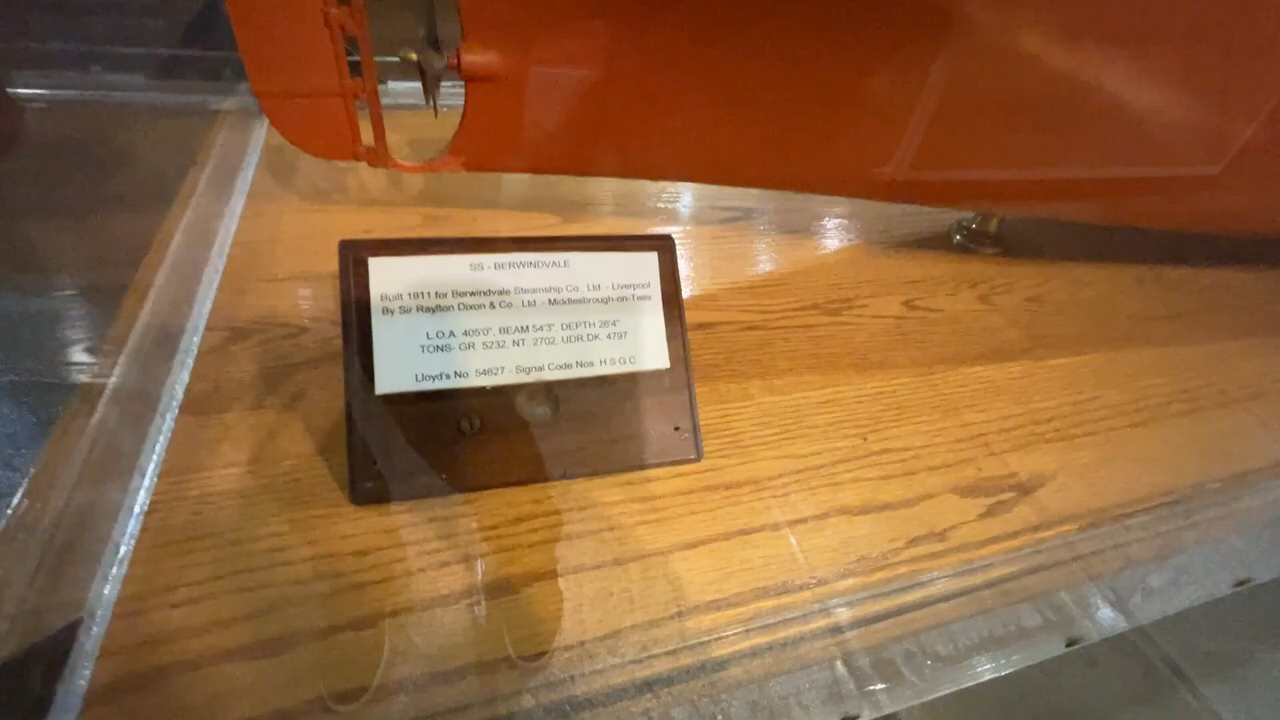 SS - BERWINDVALE
Built 1911 for Berwindvale Steamship Co., Ltd. - Liverpool
By Sir Raylton Dixon & Co., Ltd. - Middlesbrough-on-Tees
L.O.A. 405'0", BEAM 54'3", DEPTH 26'4"
TONS- GR. 5232, NT. 2702, UDR.DK. 4797
Lloyd's No. 54627 - Signal Code Nos. H S G C